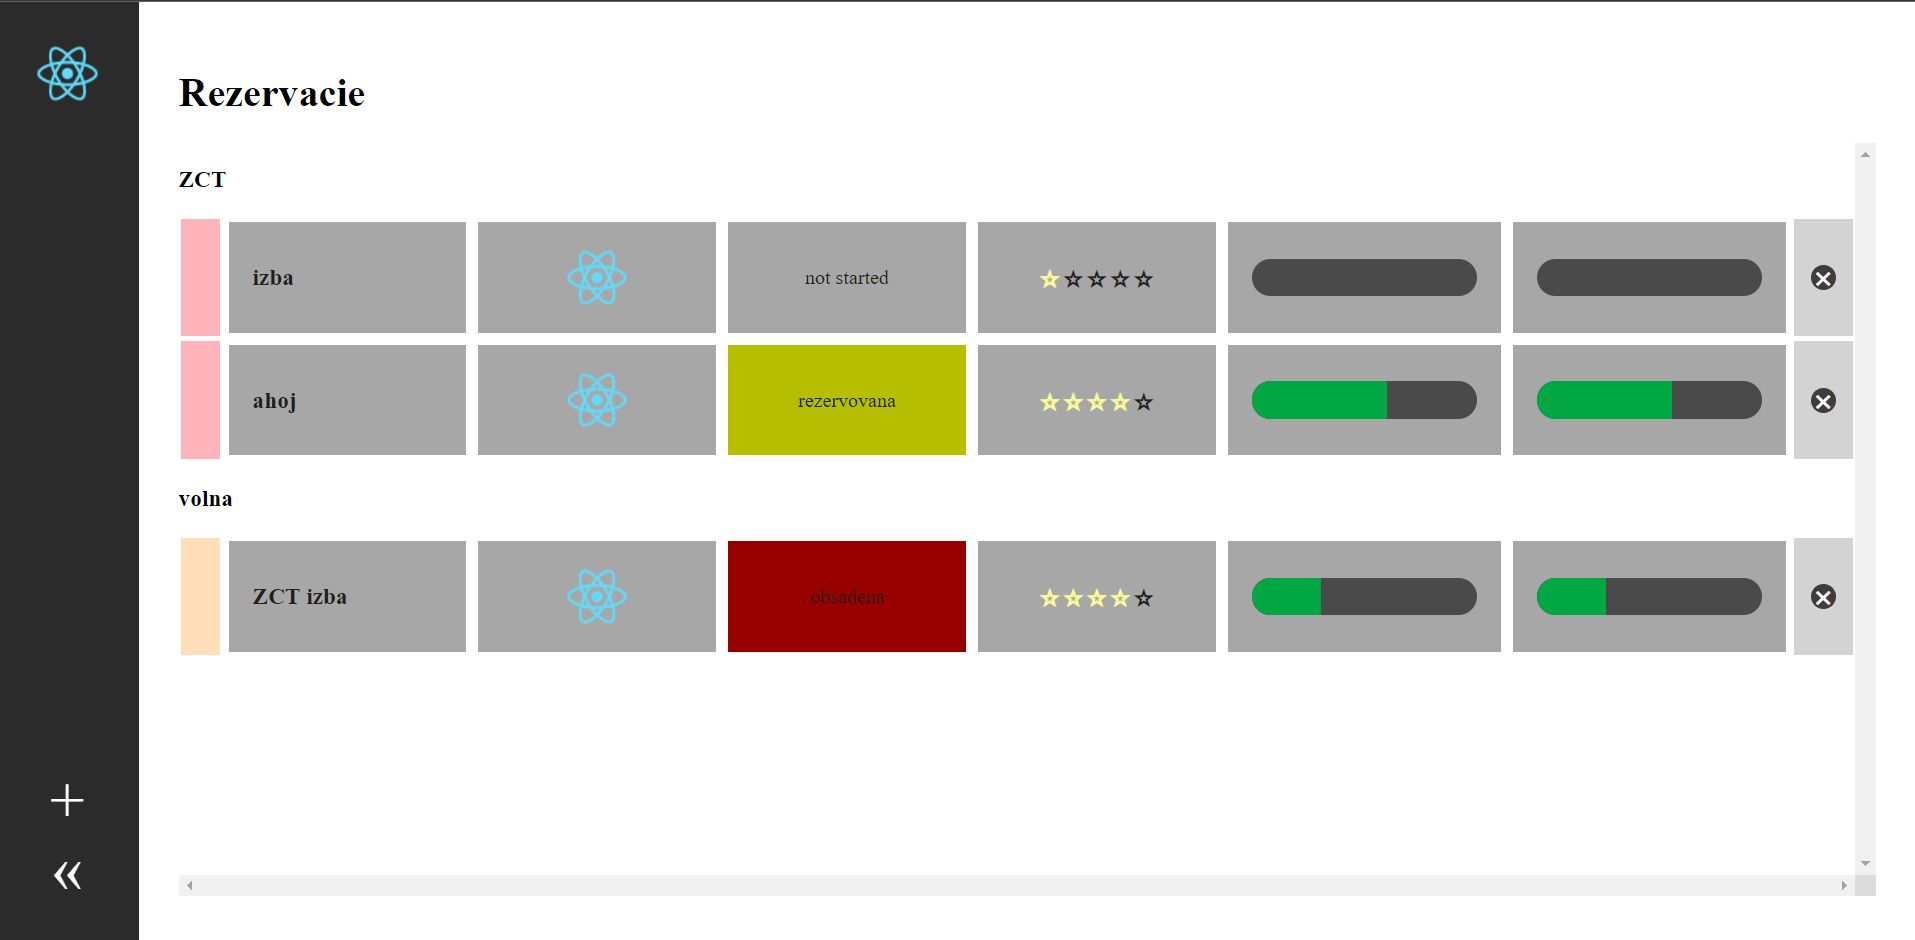 Rezervacie
ZCT
izba
not started
ahoj
rezervovana
volna
ZCT izba
obsadena